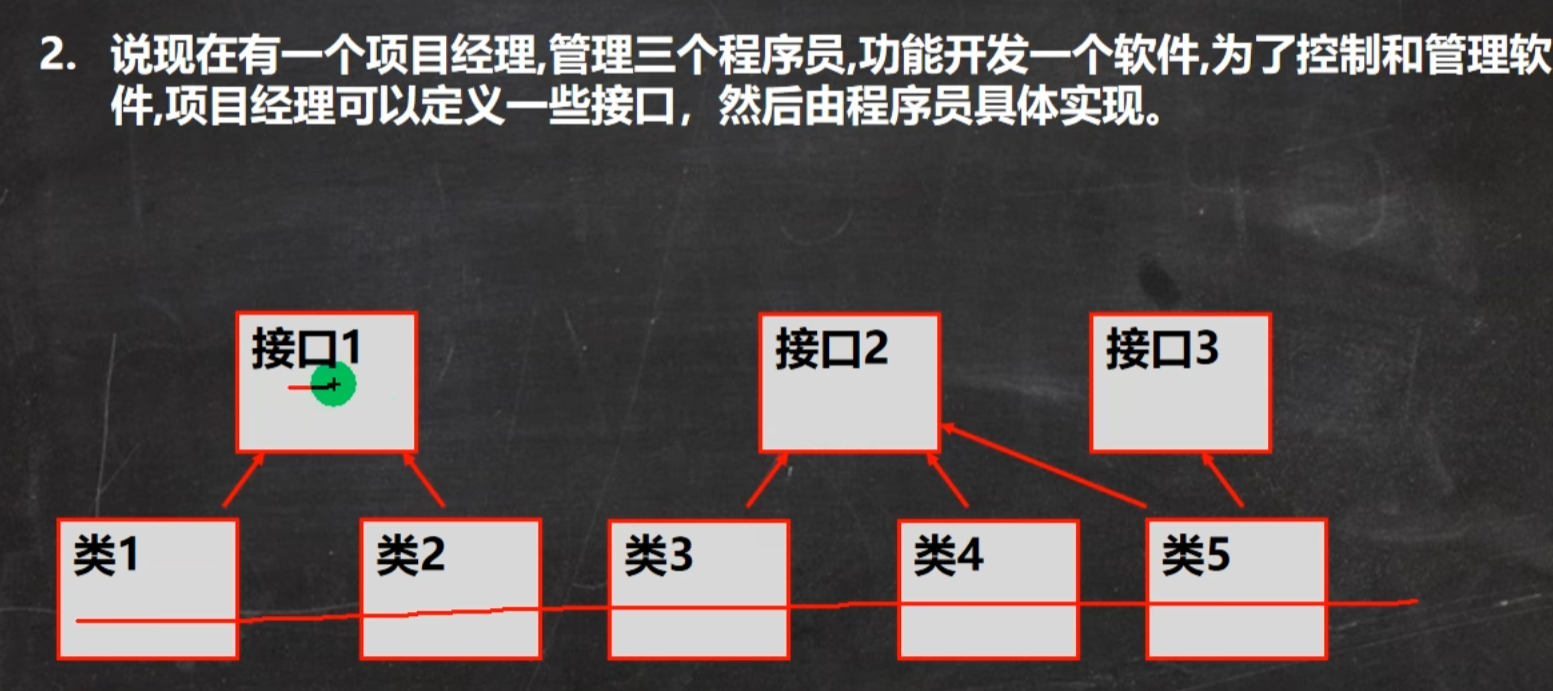 2. 说现在有一个项目经理,管理三个程序员,功能开发一个软件,为了控制和管理软
件,项目经理可以定义一些接口，然后由程序员具体实现。
接口1
接口2
接口3
类1
类2
类3
类4
类5